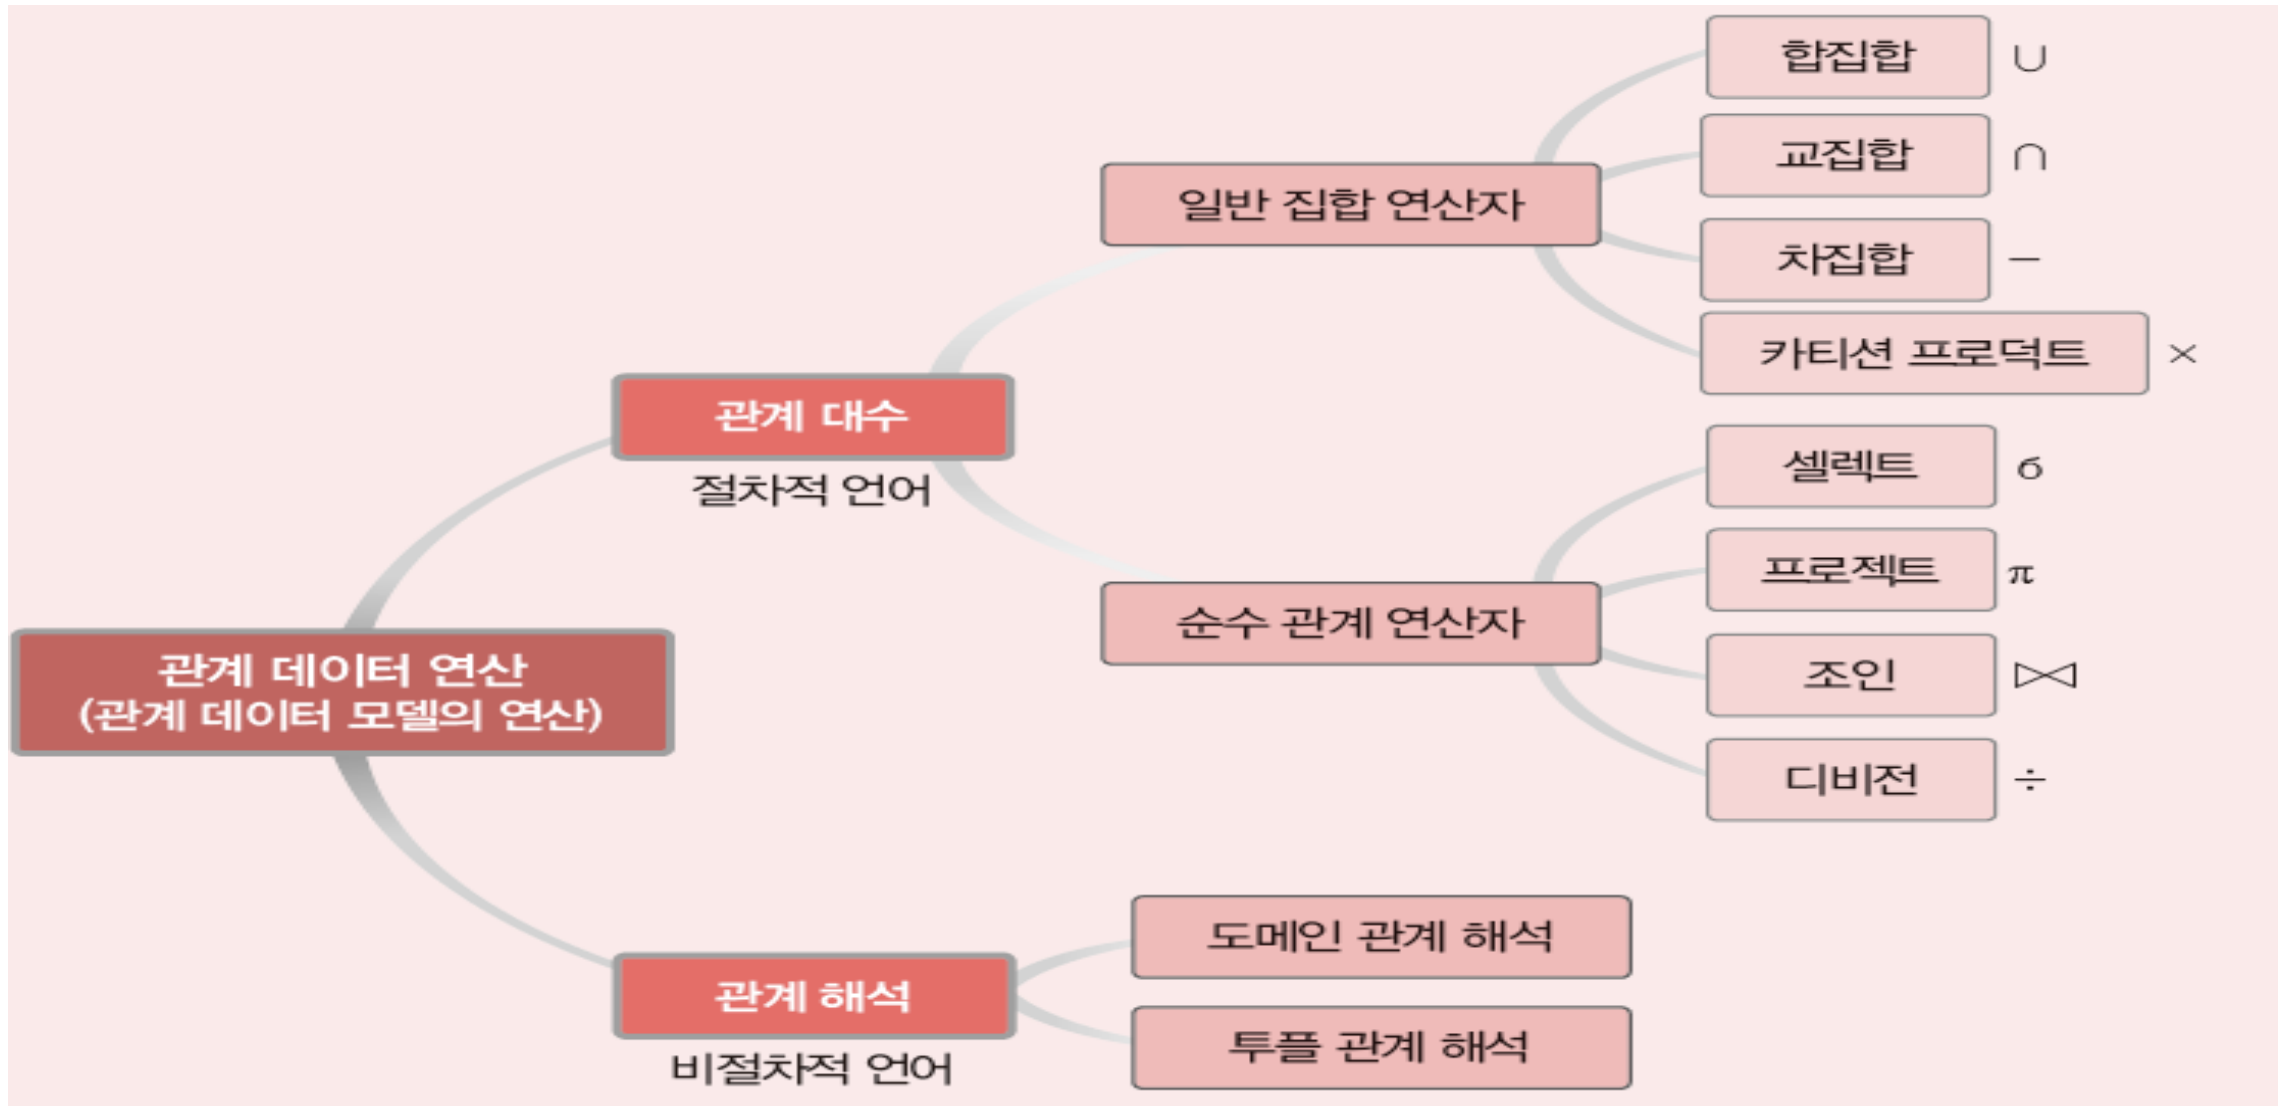 합집합 ∪
교집합 ∩
일반 집합 연산자
차집합 −
카티션 프로덕트 ×
관계 대수
절차적 언어
셀렉트 σ
프로젝트 π
순수 관계 연산자
조인 ⋈
디비전 ÷
관계 데이터 연산
(관계 데이터 모델의 연산)
도메인 관계 해석
관계 해석
비절차적 언어
투플 관계 해석